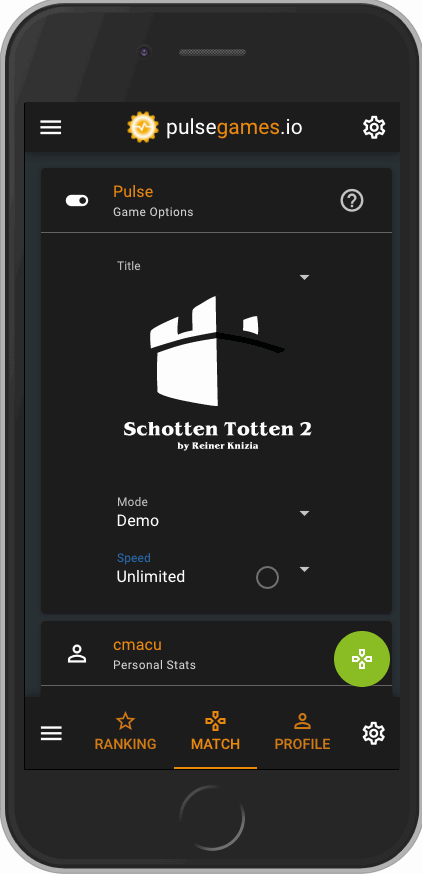 pulsegames.io
Pulse
Game Options
Title
Schotten Totten 2
by Reiner Knizia
Mode
Demo
Speed
Unlimited
cmacu
Personal Stats
RANKING MATCH PROFILE